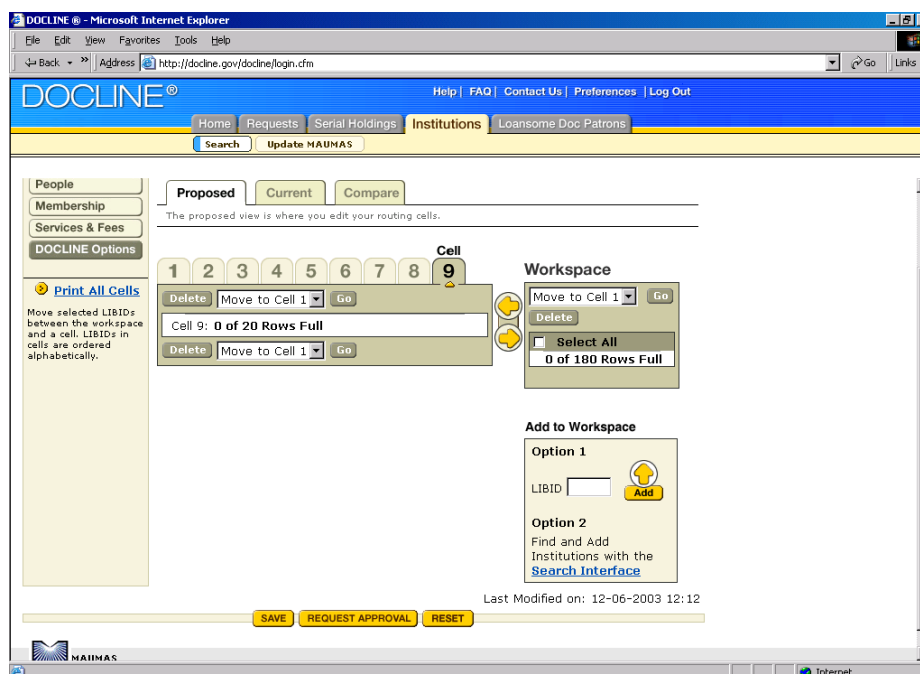 DOCLINE ® - Microsoft Internet Explorer
File Edit View Favorites Tools Help
Back » Address http://docline.gov/docline/login.cfm Go Links
DOCLINE®
Help | FAQ | Contact Us | Preferences | Log Out
Home Requests Serial Holdings Institutions Loansome Doc Patrons
Search Update MAUMAS
People
Membership
Services & Fees
DOCLINE Options
Print All Cells
Move selected LIBIDs
between the workspace
and a cell. LIBIDs in
cells are ordered
alphabetically.
Proposed Current Compare
The proposed view is where you edit your routing cells.
Cell
1 2 3 4 5 6 7 8 9
Delete Move to Cell 1 Go
Cell 9: 0 of 20 Rows Full
Delete Move to Cell 1 Go
Workspace
Move to Cell 1 Go
Delete
Select All
0 of 180 Rows Full
Add to Workspace
Option 1
LIBID Add
Option 2
Find and Add
Institutions with the
Search Interface
Last Modified on: 12-06-2003 12:12
SAVE REQUEST APPROVAL RESET
MAUMAS
Internet